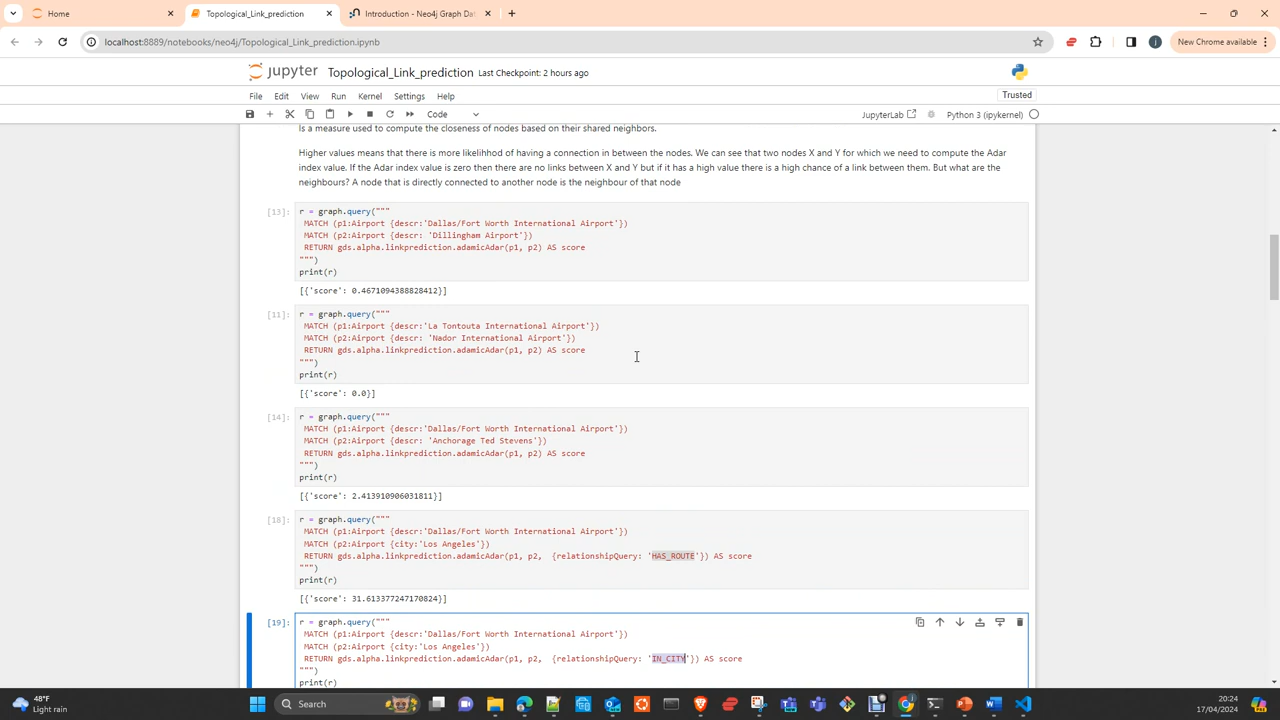 Home
Topological_Link_prediction
Introduction - Neo4j Graph Dat
localhost:8889/notebooks/neo4j/Topological_Link_prediction.ipynb
New Chrome available
jupyter Topological_Link_prediction Last Checkpoint: 2 hours ago
Trusted
File Edit View Run Kernel Settings Help
Code
JupyterLab
Python 3 (ipykernel)
Is a measure used to compute the closeness of nodes based on their shared neighbors.
Higher values means that there is more likelihhod of having a connection in between the nodes. We can see that two nodes X and Y for which we need to compute the Adar
index value. If the Adar index value is zero then there are no links between X and Y but if it has a high value there is a high chance of a link between them. But what are the
neighbours? A node that is directly connected to another node is the neighbour of that node
[13]: r = graph.query("""
MATCH (p1:Airport {descr:'Dallas/Fort Worth International Airport'})
MATCH (p2:Airport {descr: 'Dillingham Airport'})
RETURN gds.alpha.linkprediction.adamicAdar(p1, p2) AS score
""")
print(r)
[{'score': 0.4671094388828412}]
[11]: r = graph.query("""
MATCH (p1:Airport {descr:'La Tontouta International Airport'})
MATCH (p2:Airport {descr: 'Nador International Airport'})
RETURN gds.alpha.linkprediction.adamicAdar(p1, p2) AS score
""")
print(r)
[{'score': 0.0}]
[14]: r = graph.query("""
MATCH (p1:Airport {descr:'Dallas/Fort Worth International Airport'})
MATCH (p2:Airport {descr: 'Anchorage Ted Stevens'})
RETURN gds.alpha.linkprediction.adamicAdar(p1, p2) AS score
""")
print(r)
[{'score': 2.413910906031811}]
[18]: r = graph.query("""
MATCH (p1:Airport {descr:'Dallas/Fort Worth International Airport'})
MATCH (p2:Airport {city:'Los Angeles'})
RETURN gds.alpha.linkprediction.adamicAdar(p1, p2, {relationshipQuery: 'HAS_ROUTE'}) AS score
""")
print(r)
[{'score': 31.613377247170824}]
[19]: r = graph.query("""
MATCH (p1:Airport {descr:'Dallas/Fort Worth International Airport'})
MATCH (p2:Airport {city:'Los Angeles'})
RETURN gds.alpha.linkprediction.adamicAdar(p1, p2, {relationshipQuery: 'IN_CITY'}) AS score
""")
print(r)
48°F
Light rain
Search
20:24
17/04/2024